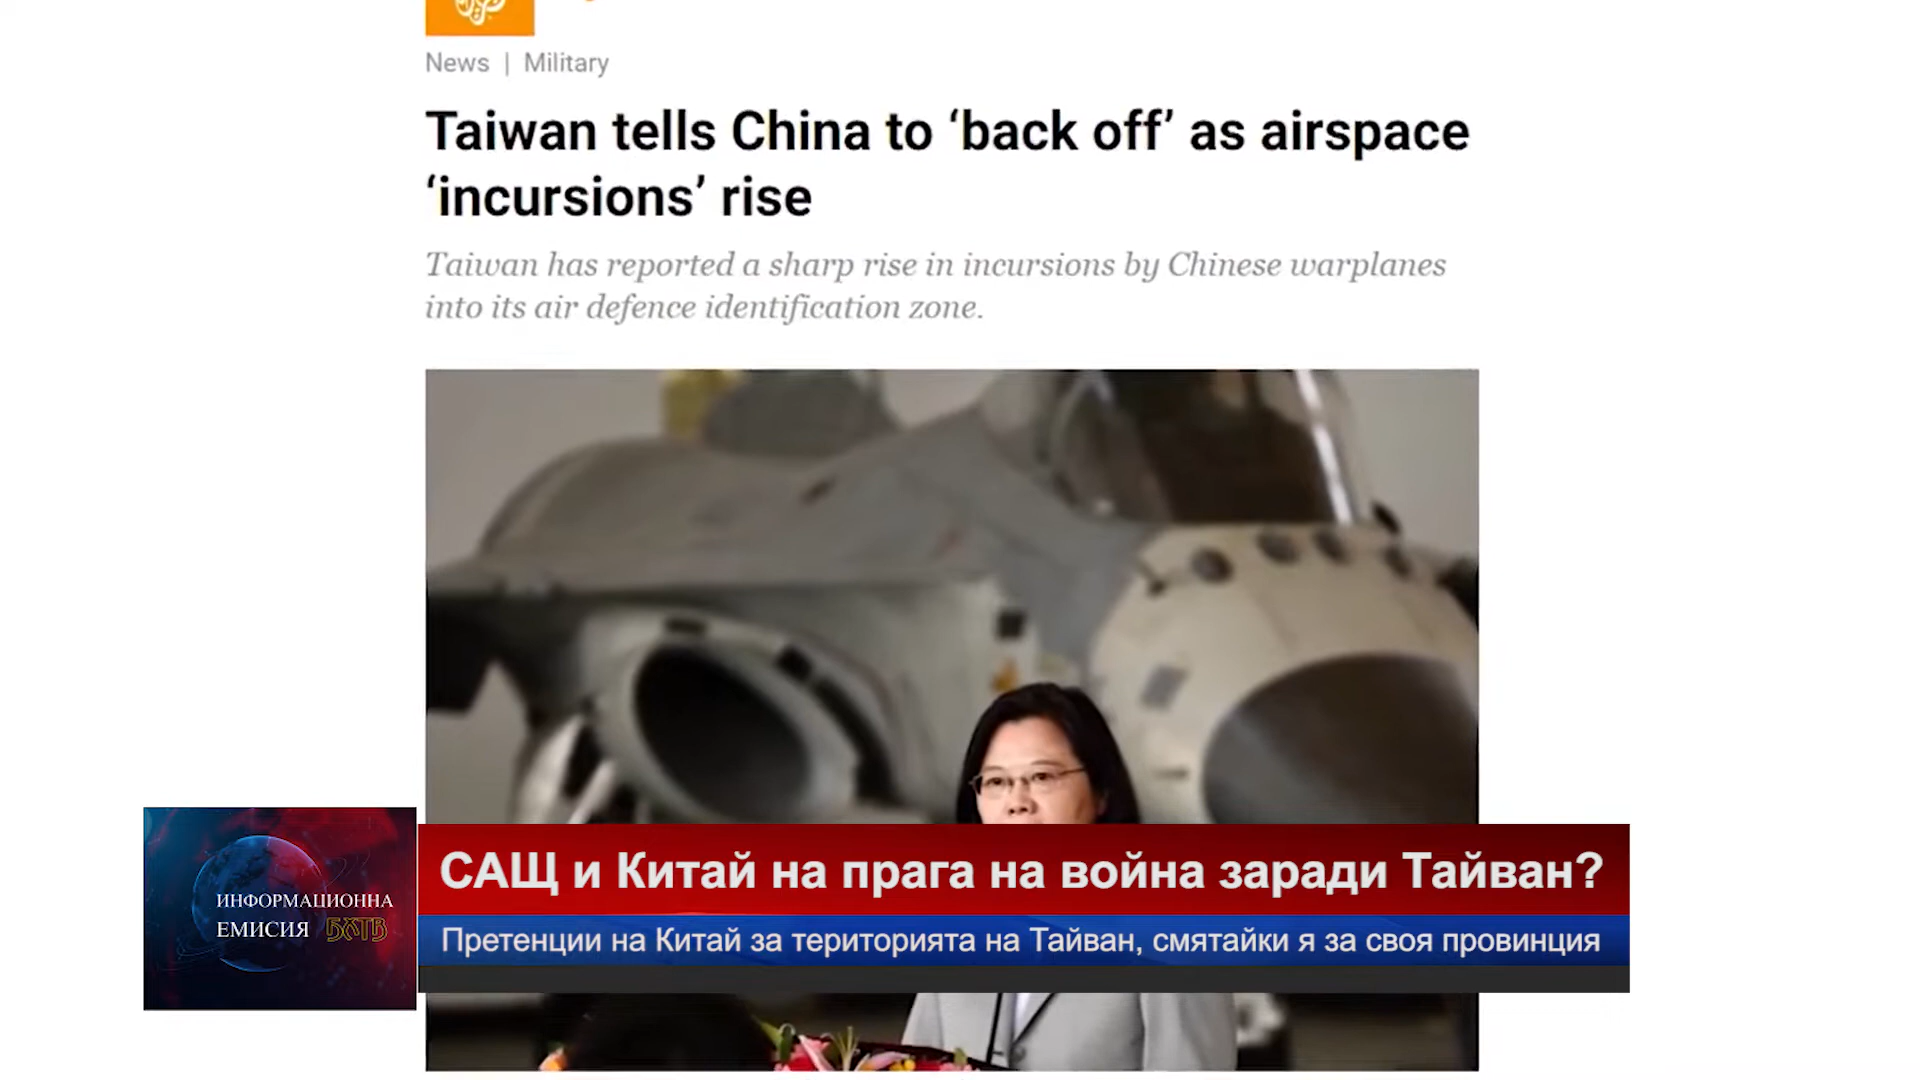 News | Military
Taiwan tells China to ‘back off’ as airspace
‘incursions’ rise
Taiwan has reported a sharp rise in incursions by Chinese warplanes
into its air defence identification zone.
САЩ и Китай на прага на война заради Тайван?
ИНФОРМАЦИОННА
ЕМИСИЯ БХТВ
Претенции на Китай за територията на Тайван, смятайки я за своя провинция